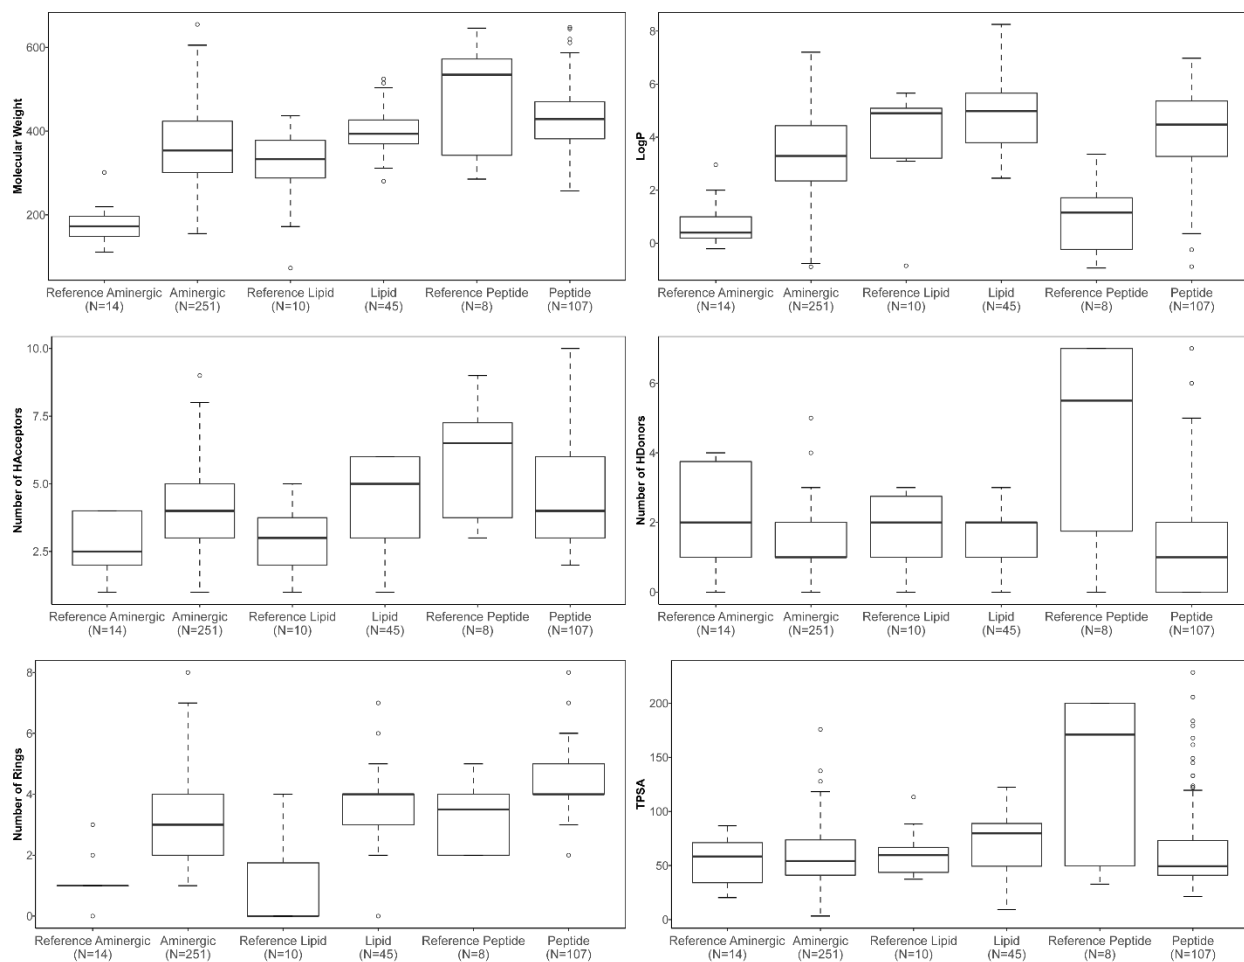 Molecular Weight
600
400
200
Reference Aminergic Aminergic Reference Lipid Lipid Reference Peptide Peptide
(N=14) (N=251) (N=10) (N=45) (N=8) (N=107)
LogP
8
6
4
2
0
Reference Aminergic Aminergic Reference Lipid Lipid Reference Peptide Peptide
(N=14) (N=251) (N=10) (N=45) (N=8) (N=107)
Number of HAcceptors
10.0
7.5
5.0
2.5
Reference Aminergic Aminergic Reference Lipid Lipid Reference Peptide Peptide
(N=14) (N=251) (N=10) (N=45) (N=8) (N=107)
Number of HDonors
6
4
2
0
Reference Aminergic Aminergic Reference Lipid Lipid Reference Peptide Peptide
(N=14) (N=251) (N=10) (N=45) (N=8) (N=107)
Number of Rings
8
6
4
2
0
Reference Aminergic Aminergic Reference Lipid Lipid Reference Peptide Peptide
(N=14) (N=251) (N=10) (N=45) (N=8) (N=107)
TPSA
200
150
100
50
0
Reference Aminergic Aminergic Reference Lipid Lipid Reference Peptide Peptide
(N=14) (N=251) (N=10) (N=45) (N=8) (N=107)